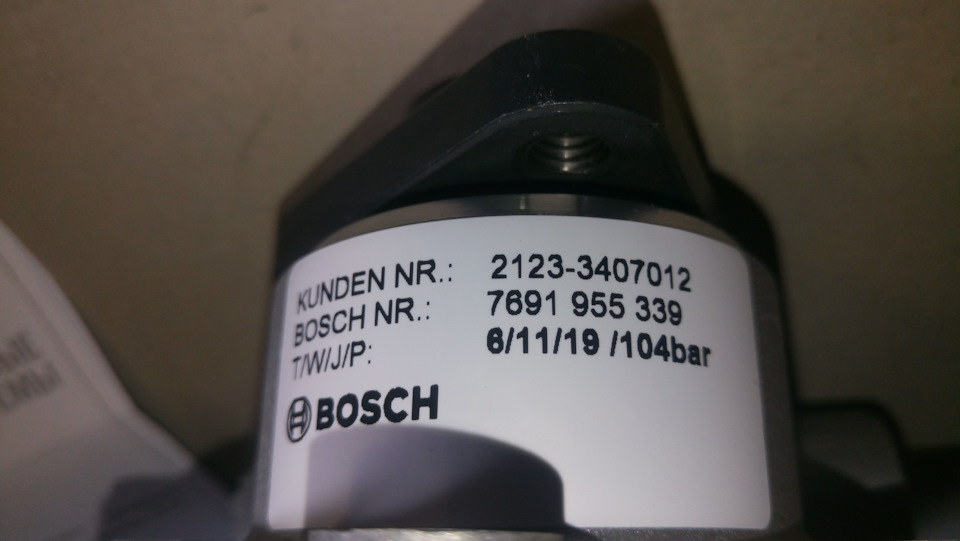 KUNDEN NR.: 2123-3407012
BOSCH NR.: 7691 955 339
T/W/J/P: 6/11/19 /104bar
BOSCH